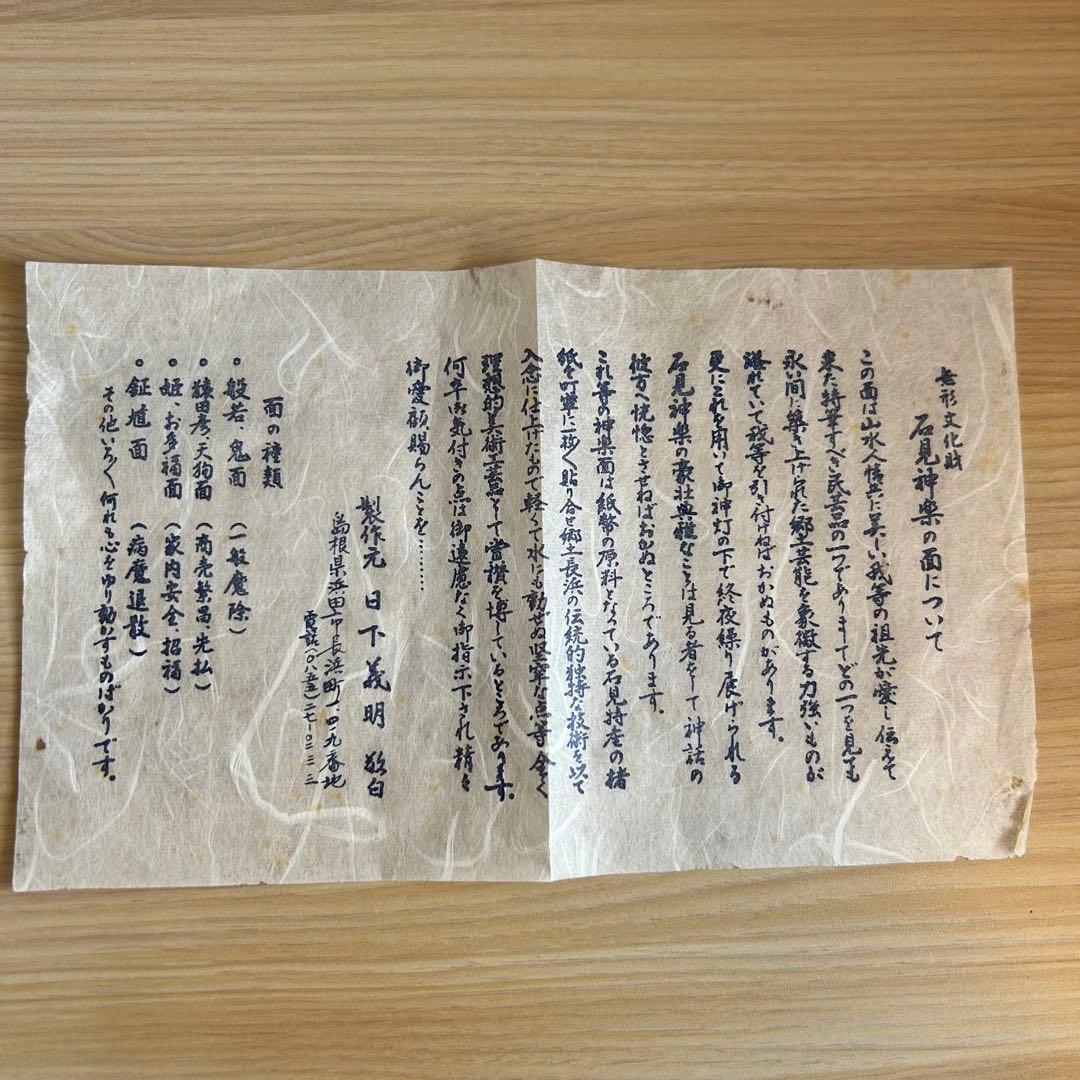 無形文化財
石見神楽の面について
この面は山水人情共に美しい我等の祖先が愛し伝えて
来た特筆すべき民芸品の一つでありましてどの一つを見ても
永い間に築き上げられた郷土芸能を象徴する力強いものが
溢れていて我等を引き付けねばおかぬものがあります。
更にこれを用いて御神灯の下で終夜繰り展げられる
石見神楽の豪壮典雅なことは見る者をして神話の
彼方へ恍惚とさせねばおかぬところであります。
これ等の神楽面は紙幣の原料となっている石見特産の楮
紙を町寧に一枚〱貼り合せ郷土長浜の伝統的独特な技術を以て
入念に仕上げたもので軽くて水にも動ぜぬ堅牢な点等全く
理想的美術工芸品として賞讃を博しているところであります。
何卒お気付きの点は御遠慮なく御指示下され精々
御愛顧賜らんことを………
製作元 日下義明 敬白
島根県浜田市長浜町一四九番地
電話(〇八五五)二七-〇二三三
面の種類
。般若、鬼面 (一般魔除)
。猿田彦、天狗面 (商売繁昌、先払)
。姫、お多福面 (家内安全、招福)
。鉦馗面 (病魔退散)
その他いろ〱何れも心をゆり動かすものばかりです。